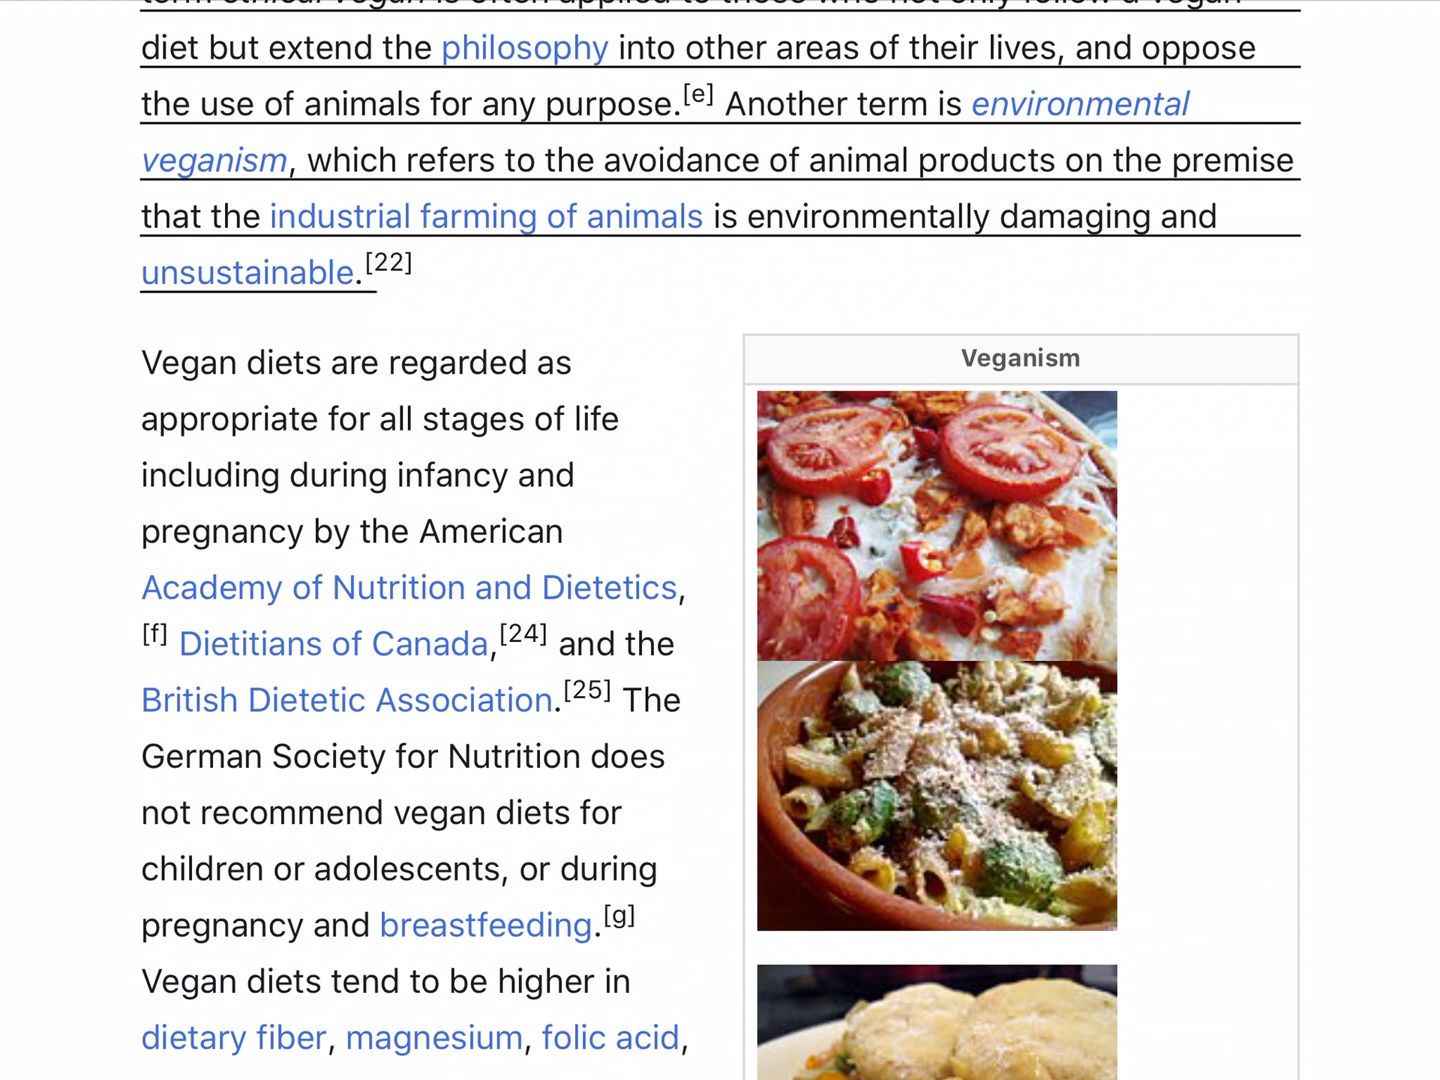 diet but extend the philosophy into other areas of their lives, and oppose
the use of animals for any purpose.[e] Another term is environmental
veganism, which refers to the avoidance of animal products on the premise
that the industrial farming of animals is environmentally damaging and
unsustainable.[22]
Vegan diets are regarded as
appropriate for all stages of life
including during infancy and
pregnancy by the American
Academy of Nutrition and Dietetics,
[f] Dietitians of Canada,[24] and the
British Dietetic Association.[25] The
German Society for Nutrition does
not recommend vegan diets for
children or adolescents, or during
pregnancy and breastfeeding.[g]
Vegan diets tend to be higher in
dietary fiber, magnesium, folic acid,
Veganism